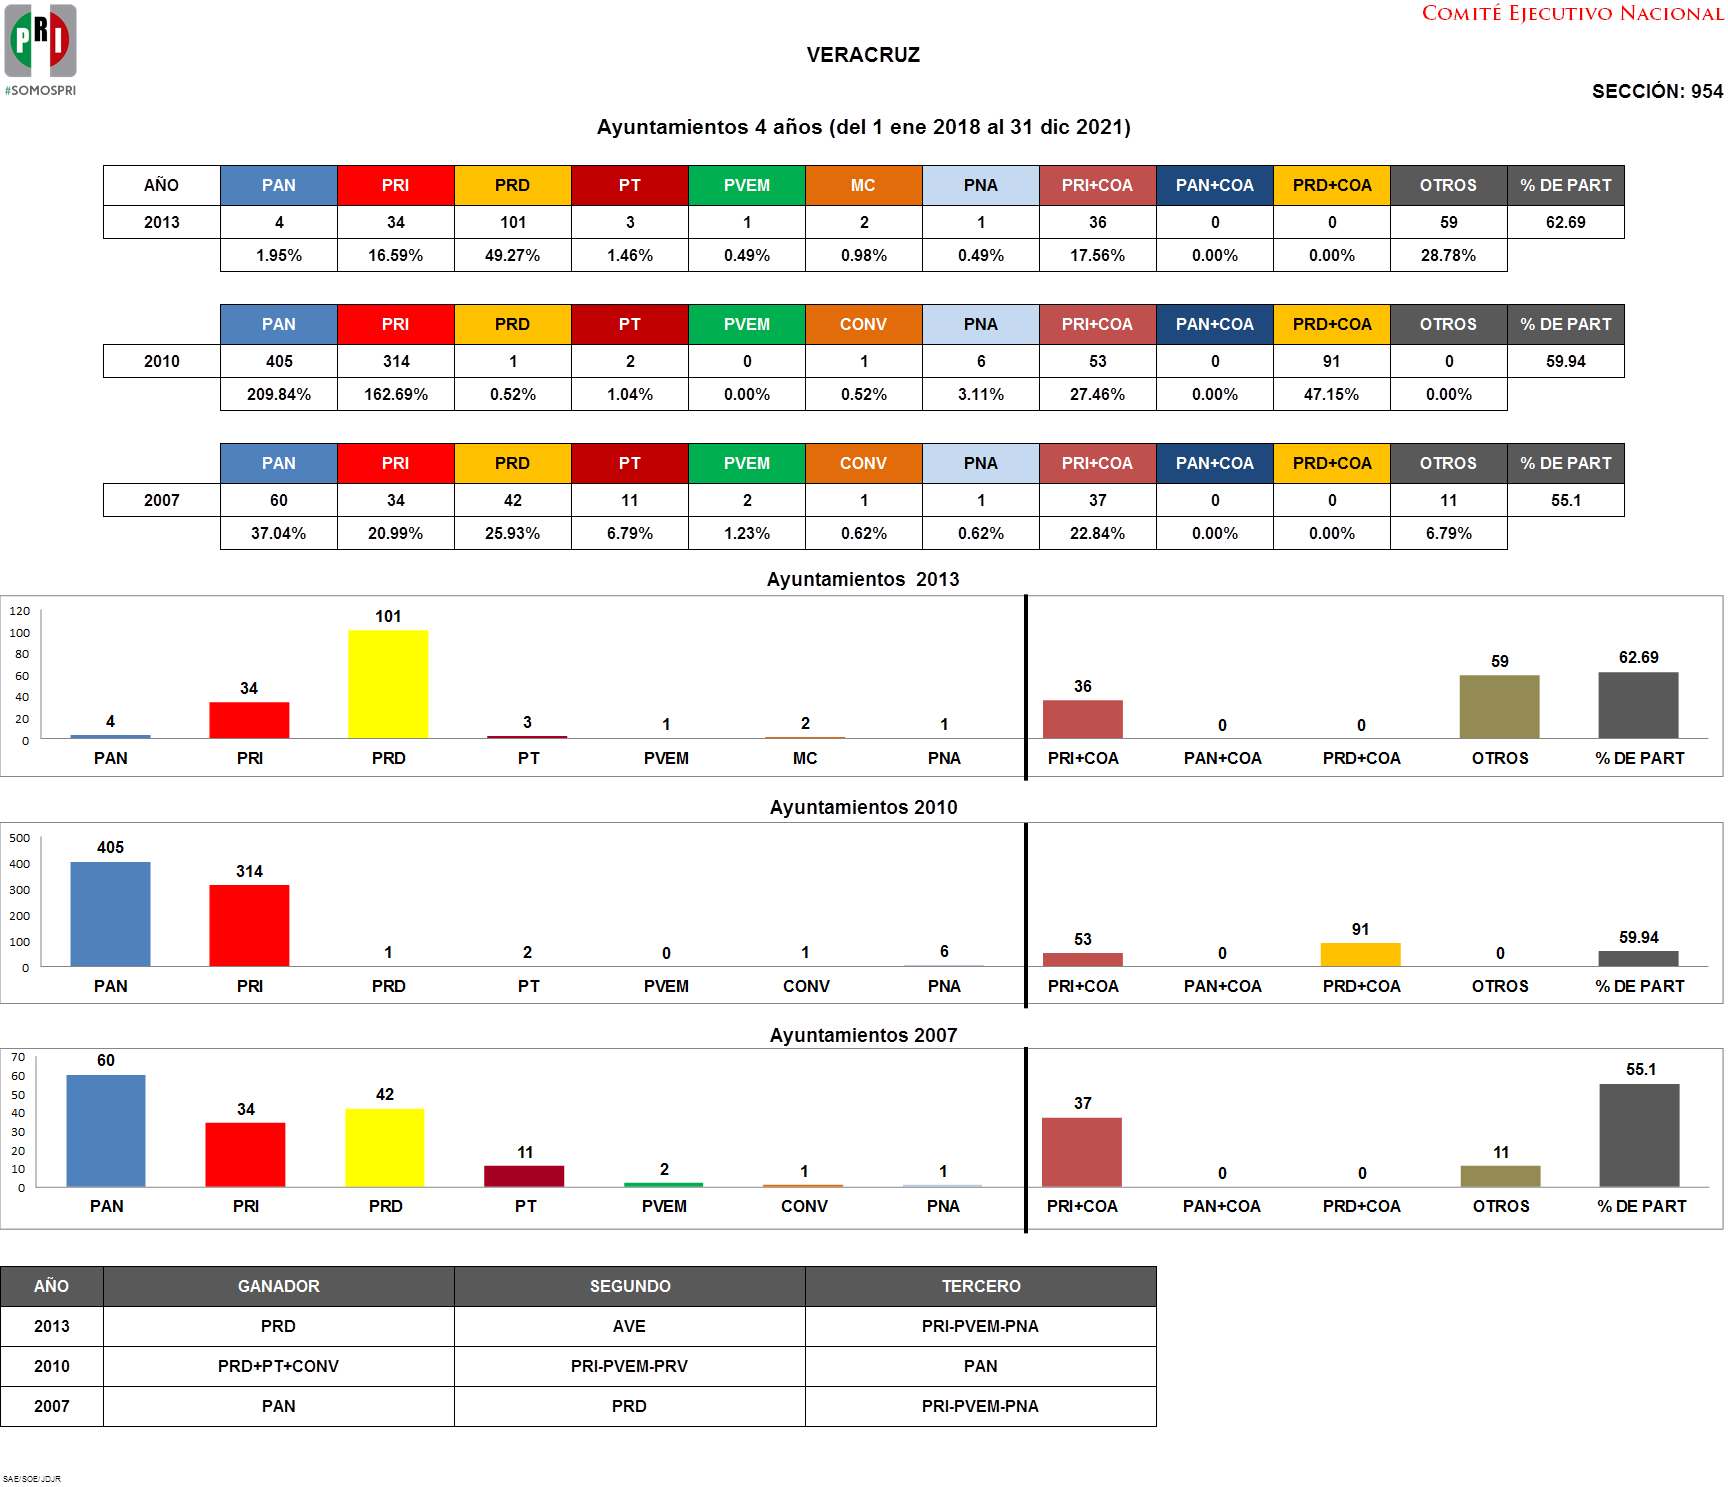 PRI
#SOMOSPRI
COMITÉ EJECUTIVO NACIONAL
VERACRUZ
SECCIÓN: 954
Ayuntamientos 4 años (del 1 ene 2018 al 31 dic 2021)
AÑO PAN PRI PRD PT PVEM MC PNA PRI+COA PAN+COA PRD+COA OTROS % DE PART
2013 4 34 101 3 1 2 1 36 0 0 59 62.69
1.95% 16.59% 49.27% 1.46% 0.49% 0.98% 0.49% 17.56% 0.00% 0.00% 28.78%
PAN PRI PRD PT PVEM CONV PNA PRI+COA PAN+COA PRD+COA OTROS % DE PART
2010 405 314 1 2 0 1 6 53 0 91 0 59.94
209.84% 162.69% 0.52% 1.04% 0.00% 0.52% 3.11% 27.46% 0.00% 47.15% 0.00%
PAN PRI PRD PT PVEM CONV PNA PRI+COA PAN+COA PRD+COA OTROS % DE PART
2007 60 34 42 11 2 1 1 37 0 0 11 55.1
37.04% 20.99% 25.93% 6.79% 1.23% 0.62% 0.62% 22.84% 0.00% 0.00% 6.79%
Ayuntamientos 2013
120
100
80
60
40
20
0
4 34 101 3 1 2 1 36 0 0 59 62.69
PAN PRI PRD PT PVEM MC PNA PRI+COA PAN+COA PRD+COA OTROS % DE PART
Ayuntamientos 2010
500
400
300
200
100
0
405 314 1 2 0 1 6 53 0 91 0 59.94
PAN PRI PRD PT PVEM CONV PNA PRI+COA PAN+COA PRD+COA OTROS % DE PART
Ayuntamientos 2007
70
60
50
40
30
20
10
0
60 34 42 11 2 1 1 37 0 0 11 55.1
PAN PRI PRD PT PVEM CONV PNA PRI+COA PAN+COA PRD+COA OTROS % DE PART
AÑO GANADOR SEGUNDO TERCERO
2013 PRD AVE PRI-PVEM-PNA
2010 PRD+PT+CONV PRI-PVEM-PRV PAN
2007 PAN PRD PRI-PVEM-PNA
SAE/SOE/JDJR